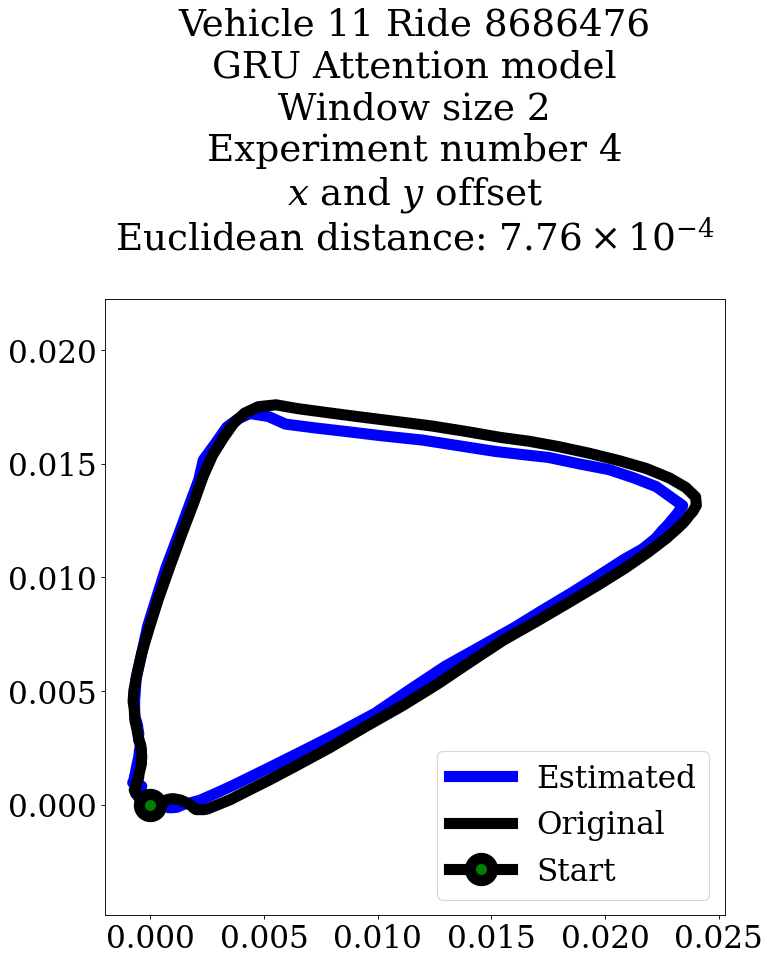 Vehicle 11 Ride 8686476
GRU Attention model
Window size 2
Experiment number 4
x and y offset
Euclidean distance: 7.76 × 10⁻⁴
0.020
0.015
0.010
0.005
0.000
Estimated
Original
Start
0.000 0.005 0.010 0.015 0.020 0.025